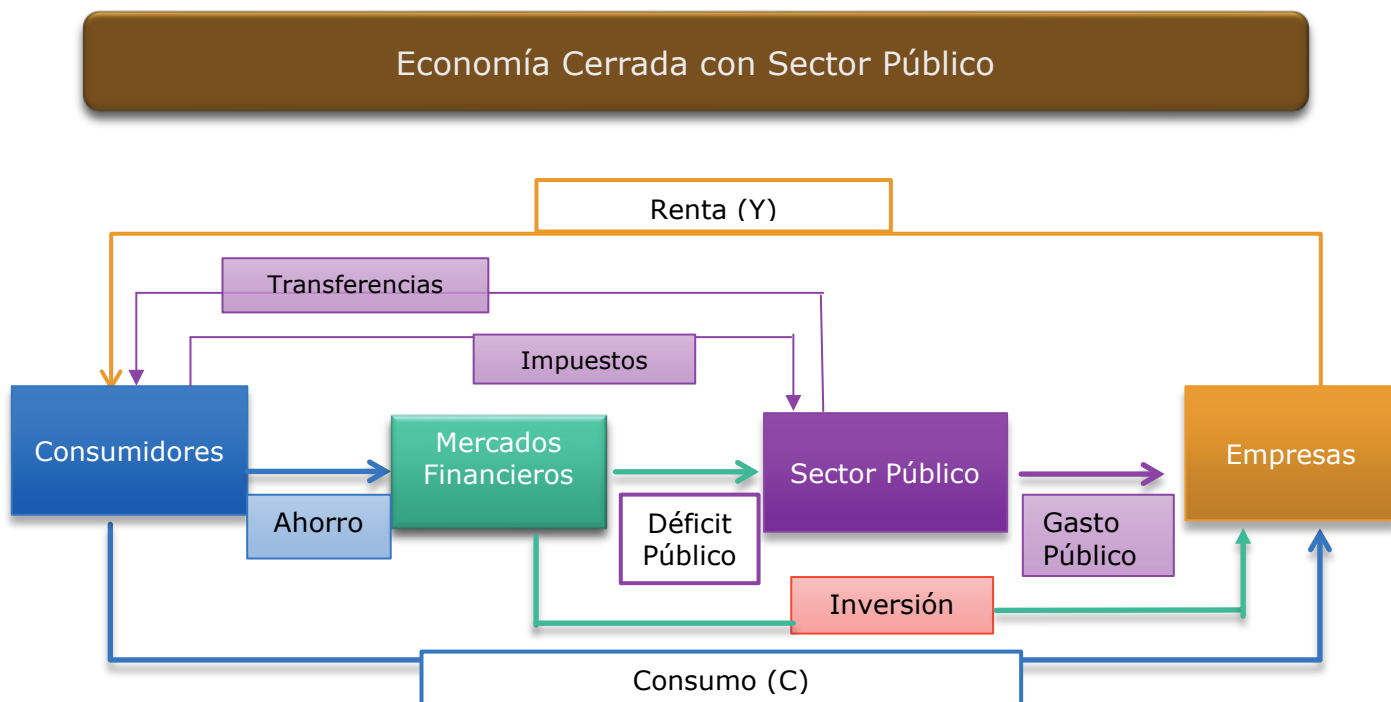 Economía Cerrada con Sector Público
Renta (Y)
Transferencias
Impuestos
Consumidores
Mercados
Financieros
Sector Público
Empresas
Ahorro
Déficit
Público
Gasto
Público
Inversión
Consumo (C)